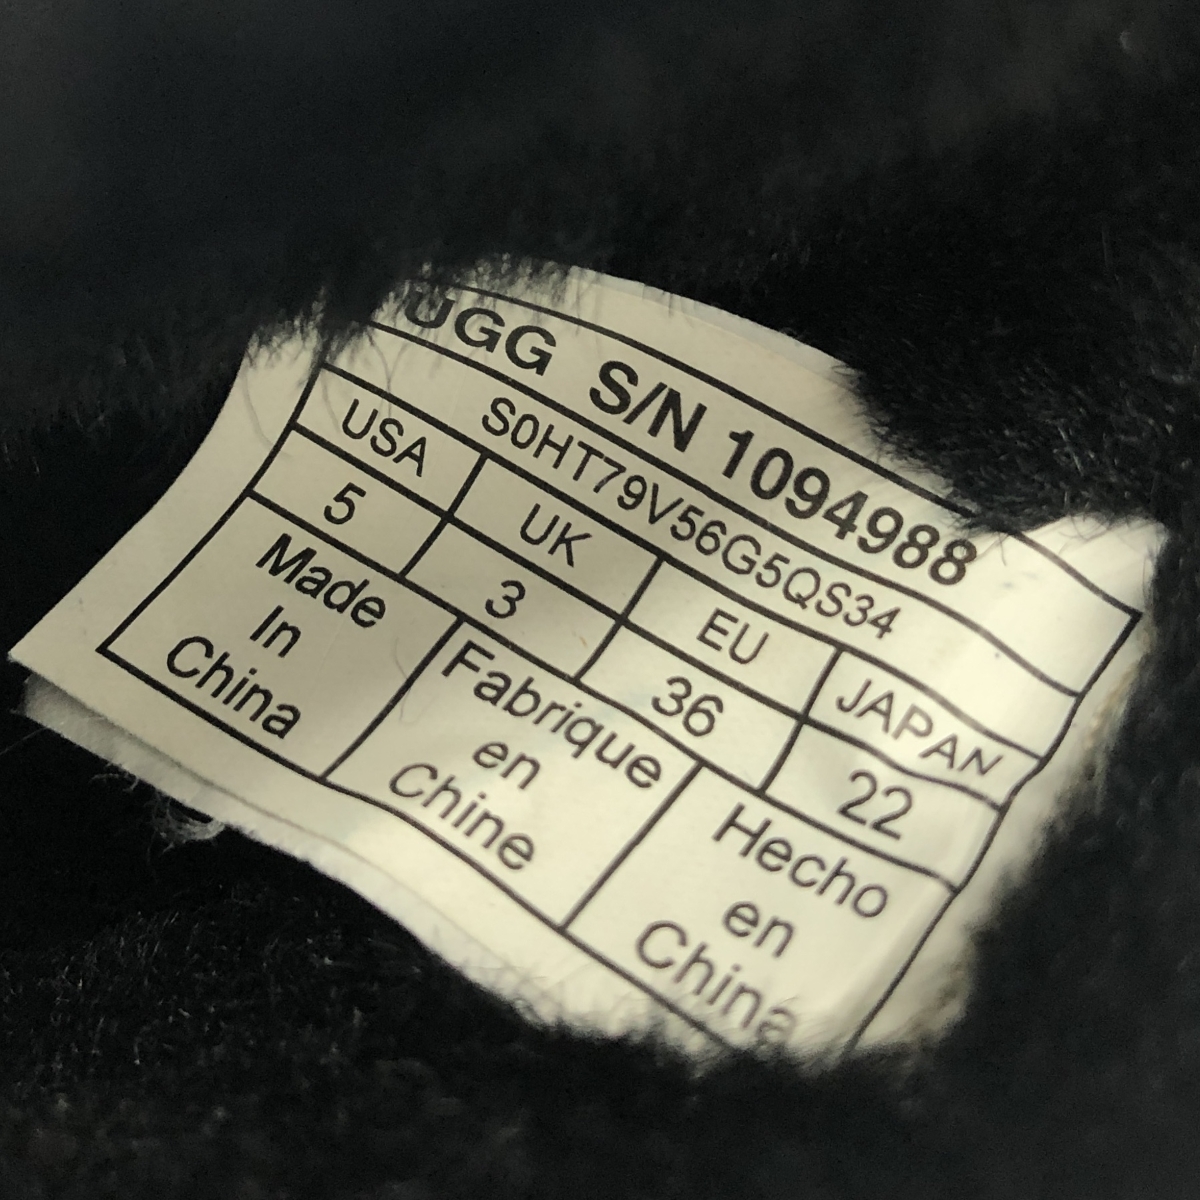 UGG S/N 1094988
S0HT79V56G5QS34
USA UK EU JAPAN
5 3 36 22
Made
In
China
Fabrique
en
Chine
Hecho
en
China